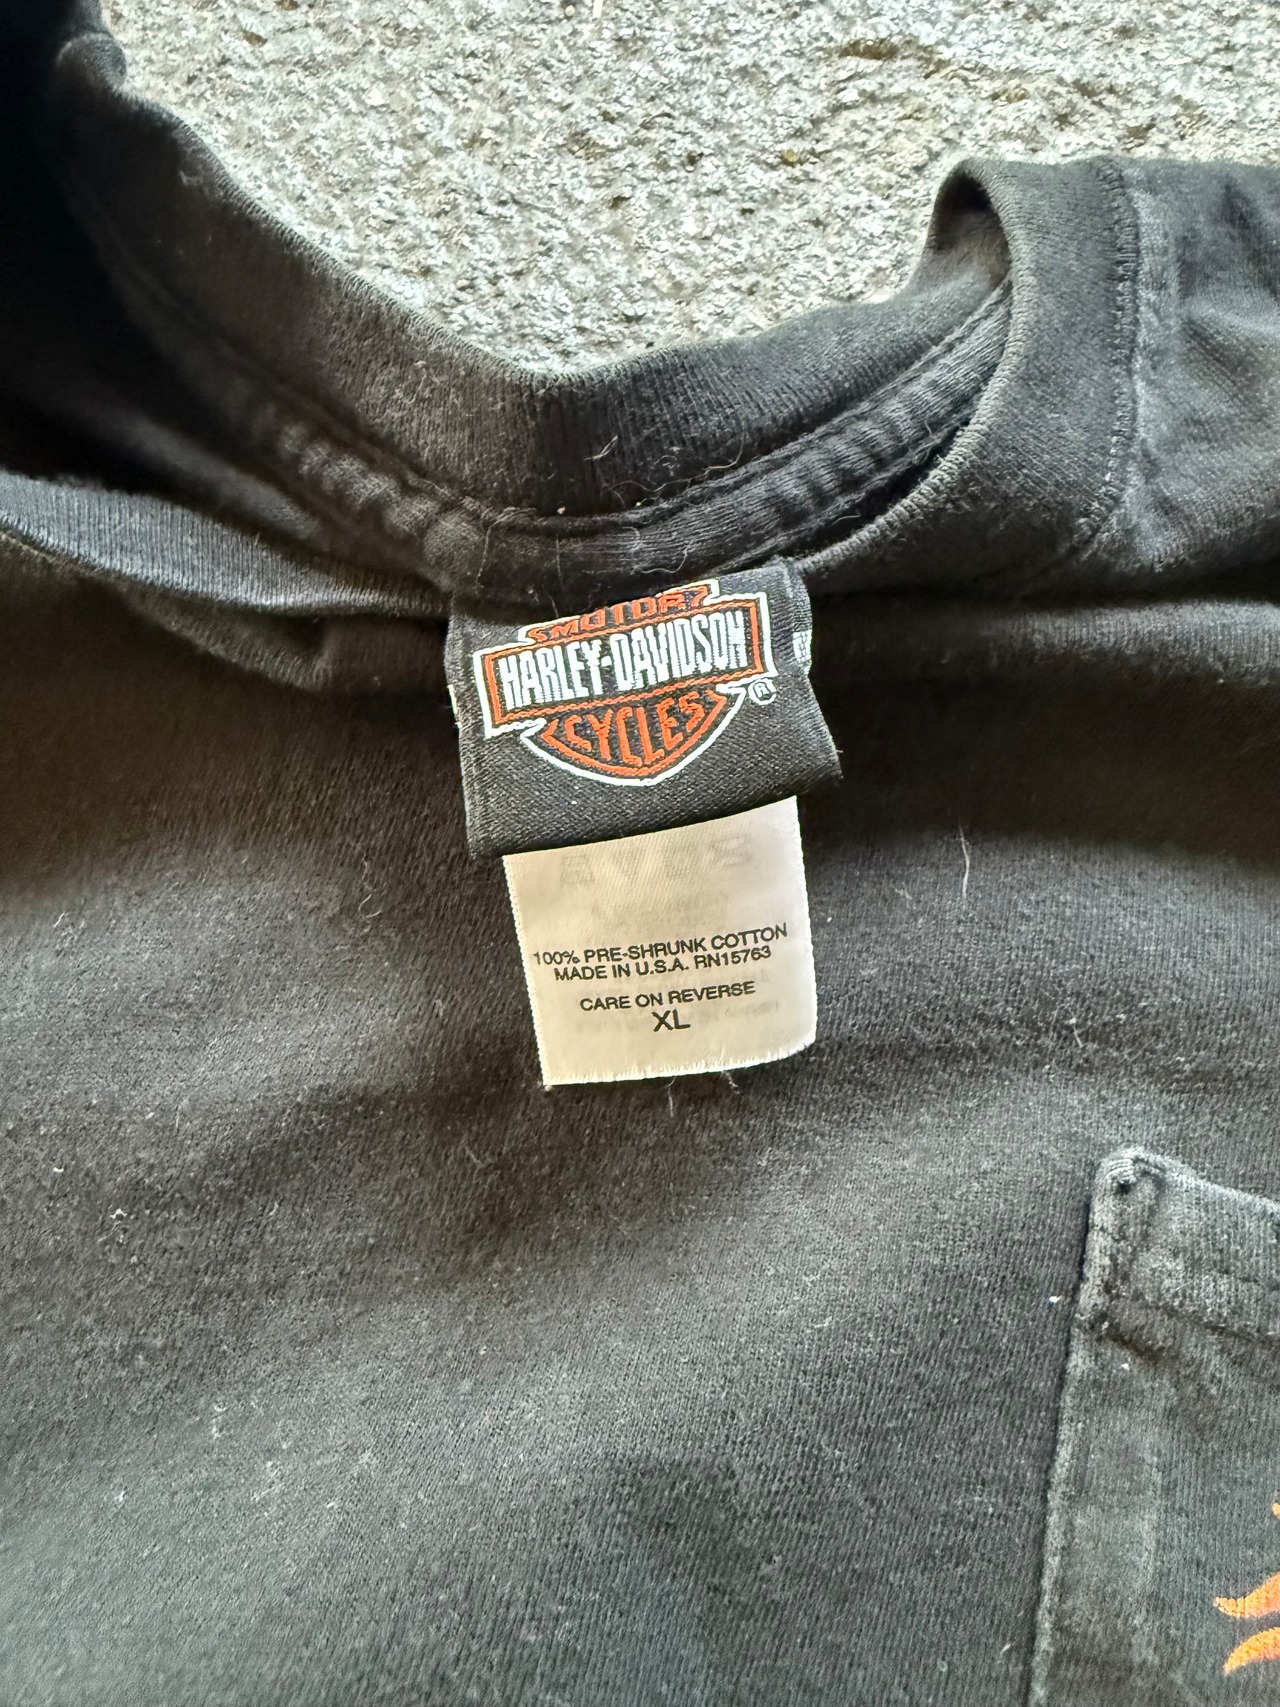 MOTOR
HARLEY-DAVIDSON
CYCLES
®
100% PRE-SHRUNK COTTON
MADE IN U.S.A. RN15763
CARE ON REVERSE
XL